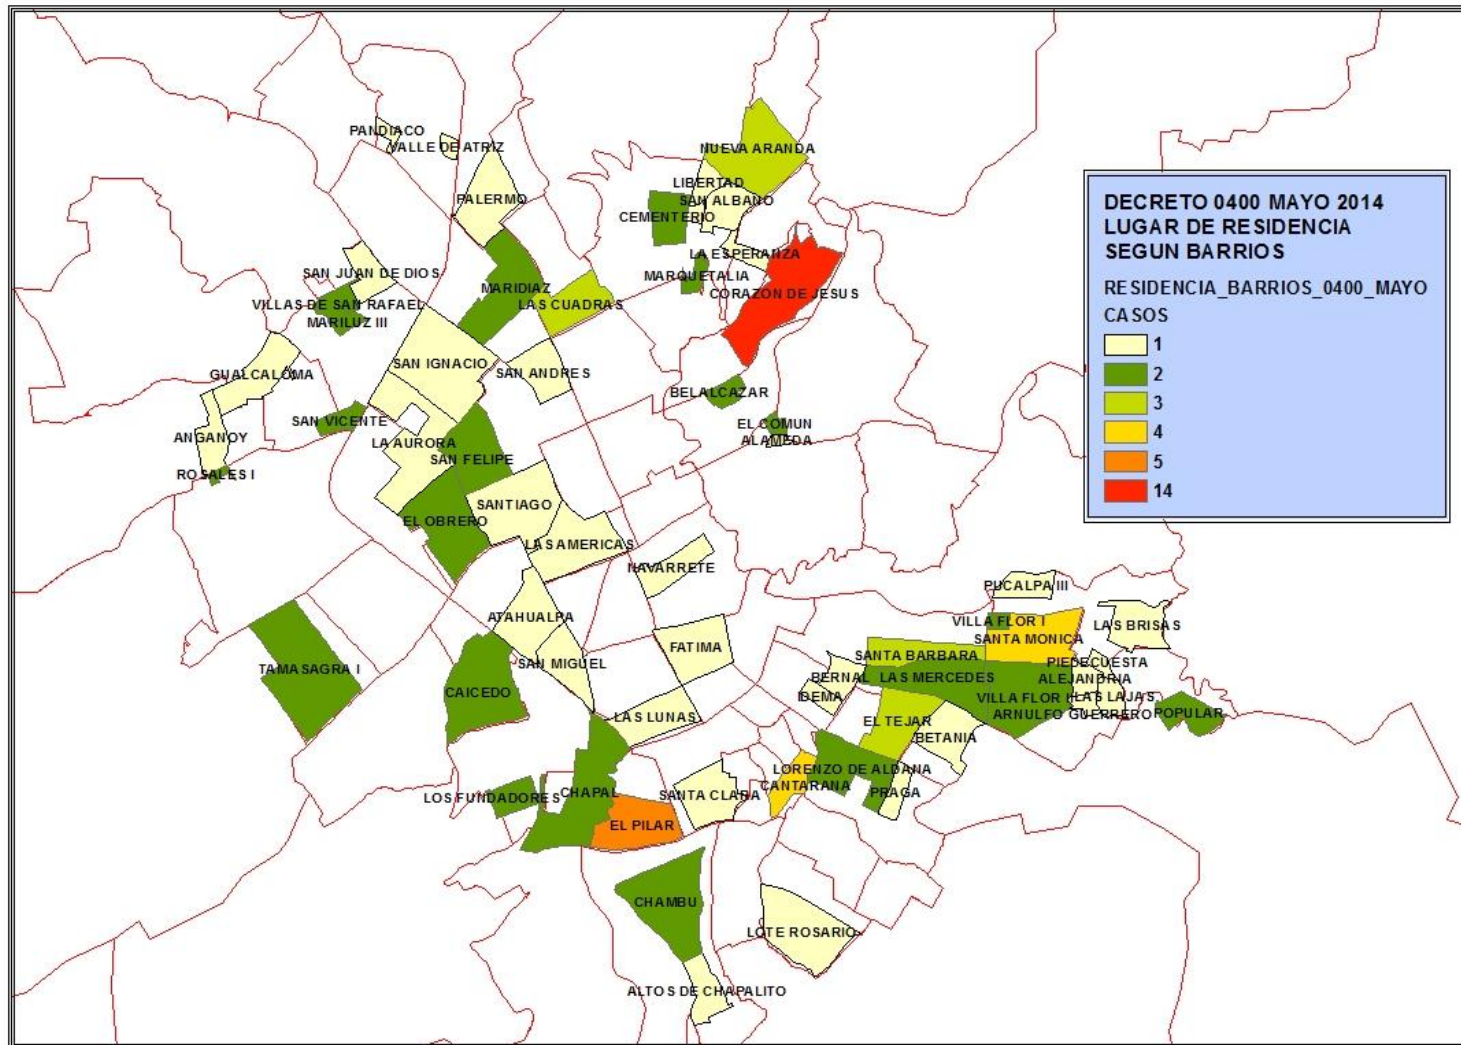 PANDIACO
VALLE DE ATRIZ
NUEVA ARANDA
LIBERTAD
PALERMO
SAN ALBANO
CEMENTERIO
DECRETO 0400 MAYO 2014
LUGAR DE RESIDENCIA
SEGUN BARRIOS
RESIDENCIA_BARRIOS_0400_MAYO
CASOS
1
2
3
4
5
14
LA ESPERANZA
SAN JUAN DE DIOS
MARQUETALIA
MARIDIAZ
CORAZON DE JESUS
VILLAS DE SAN RAFAEL
LAS CUADRAS
MARILUZ III
SAN IGNACIO
GUALCALOMA
SAN ANDRES
BELALCAZAR
SAN VICENTE
EL COMUN
ANGANOY
LA AURORA
ALAMEDA
SAN FELIPE
ROSALES I
SANTIAGO
EL OBRERO
LAS AMERICAS
NAVARRETE
PUCALPA III
ATAHUALPA
VILLA FLOR I
LAS BRISAS
SANTA MONICA
FATIMA
SANTA BARBARA
SAN MIGUEL
PIEDECUESTA
TAMASAGRA I
BERNAL
LAS MERCEDES
ALEJANDRIA
CAICEDO
IDEMA
VILLA FLOR II
LAS LAJAS
LAS LUNAS
EL TEJAR
ARNULFO GUERRERO
POPULAR
BETANIA
LORENZO DE ALDANA
CANTARANA
PRAGA
LOS FUNDADORES
CHAPAL
SANTA CLARA
EL PILAR
CHAMBU
LOTE ROSARIO
ALTOS DE CHAPALITO